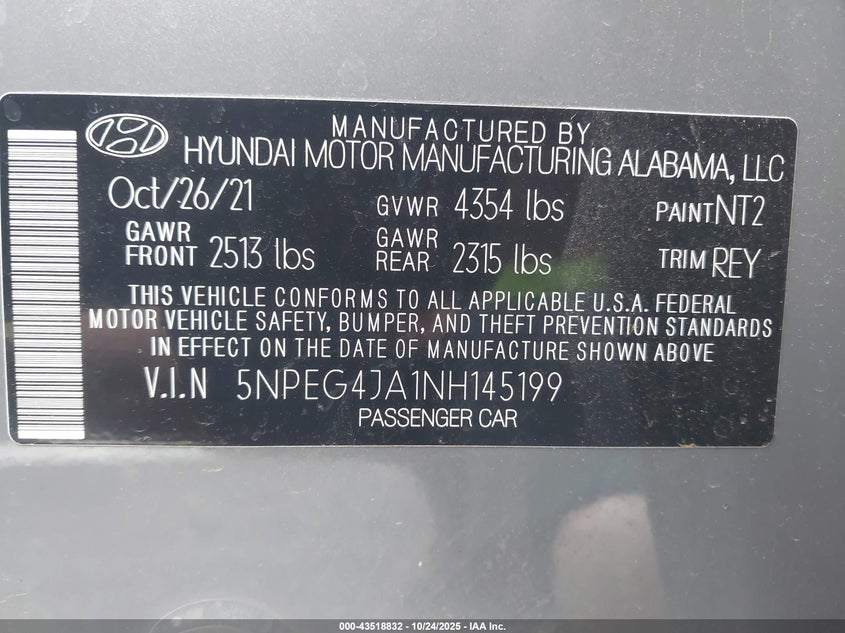 MANUFACTURED BY
HYUNDAI MOTOR MANUFACTURING ALABAMA, LLC
Oct/26/21 GVWR 4354 lbs PAINT NT2
GAWR FRONT 2513 lbs GAWR REAR 2315 lbs TRIM REY
THIS VEHICLE CONFORMS TO ALL APPLICABLE U.S.A. FEDERAL
MOTOR VEHICLE SAFETY, BUMPER, AND THEFT PREVENTION STANDARDS
IN EFFECT ON THE DATE OF MANUFACTURE SHOWN ABOVE
V.I.N 5NPEG4JA1NH145199
PASSENGER CAR
000-43518832 - 10/24/2025 - IAA Inc.